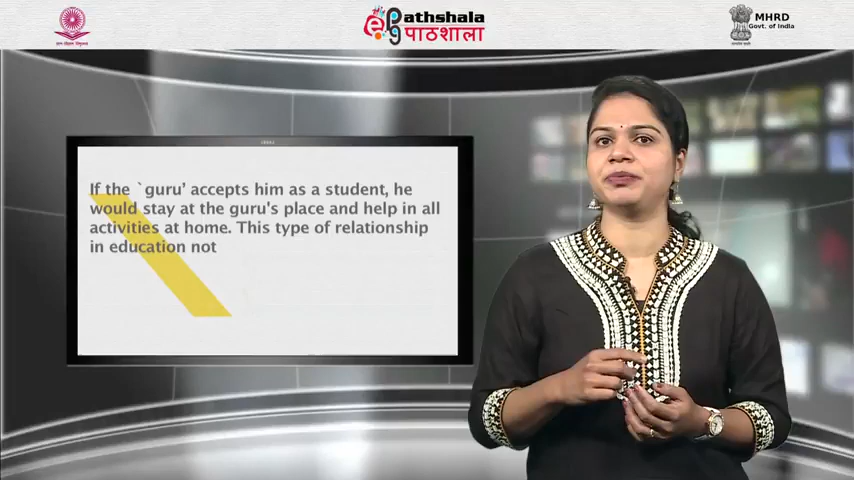 epathshala
पाठशाला
MHRD
Govt. of India
If the `guru' accepts him as a student, he
would stay at the guru's place and help in all
activities at home. This type of relationship
in education not